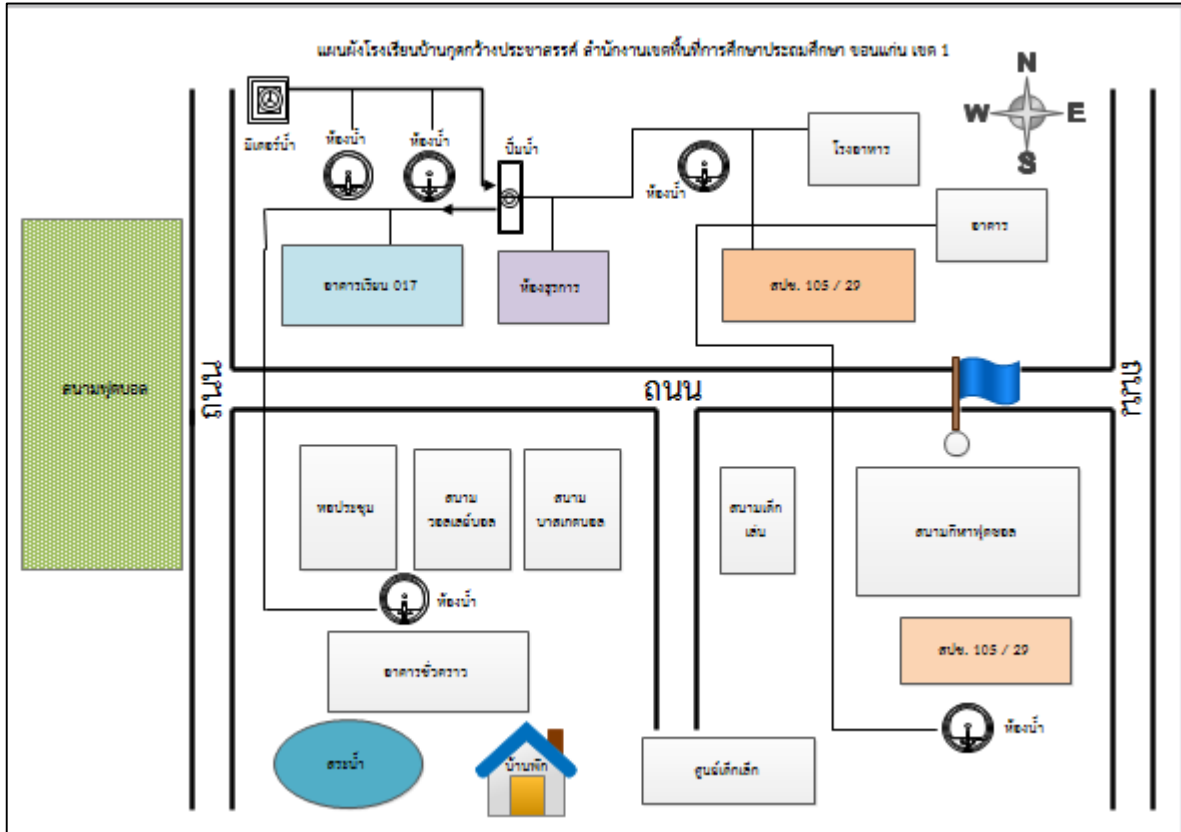 แผนผังโรงเรียนบ้านกุดกว้างประชาสรรค์ สำนักงานเขตพื้นที่การศึกษาประถมศึกษา ขอนแก่น เขต 1
N
W
E
S
มิเตอร์น้ำ
ห้องน้ำ
ห้องน้ำ
ปั๊มน้ำ
ห้องน้ำ
โรงอาหาร
อาคาร
อาคารเรียน 017
ห้องธุรการ
สปช. 105 / 29
สนามฟุตบอล
ถนน
ถนน
ถนน
หอประชุม
สนาม
วอลเลย์บอล
สนาม
บาสเกตบอล
สนามเด็ก
เล่น
สนามกีฬาฟุตซอล
ห้องน้ำ
อาคารชั่วคราว
สปช. 105 / 29
ห้องน้ำ
สระน้ำ
บ้านพัก
ศูนย์เด็กเล็ก